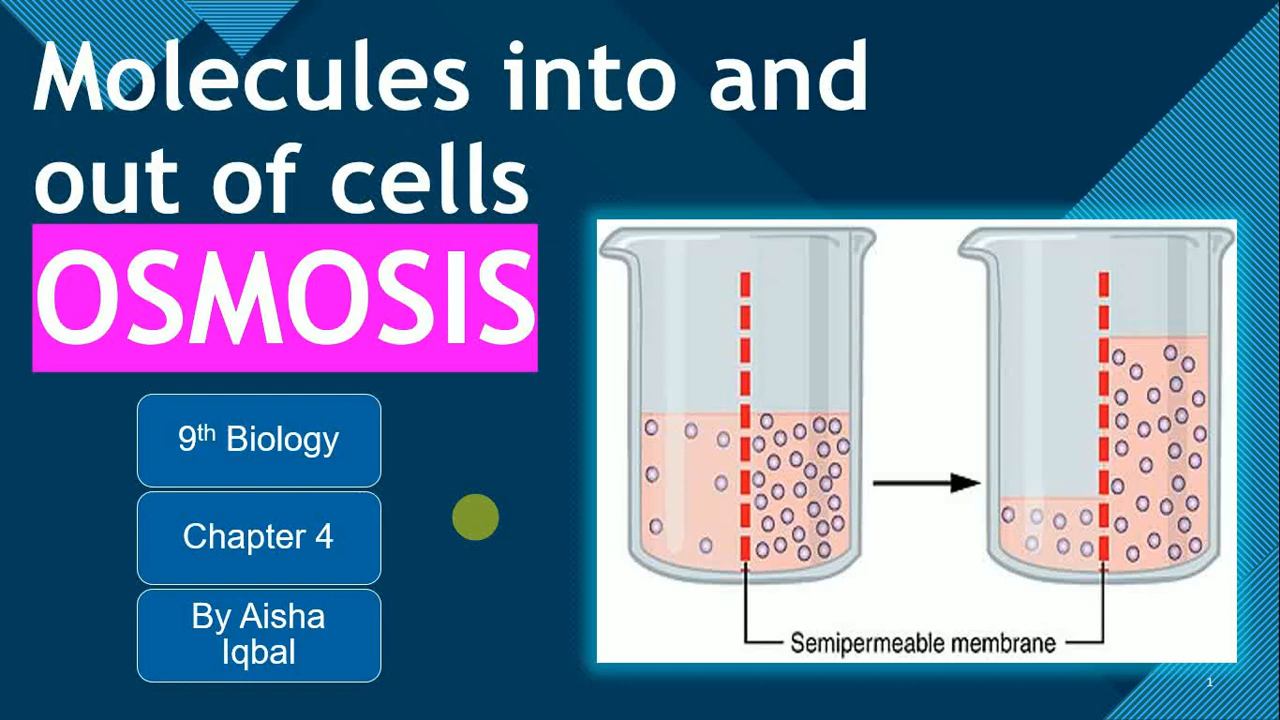 Molecules into and
out of cells
OSMOSIS
9th Biology
Chapter 4
By Aisha
Iqbal
Semipermeable membrane
1